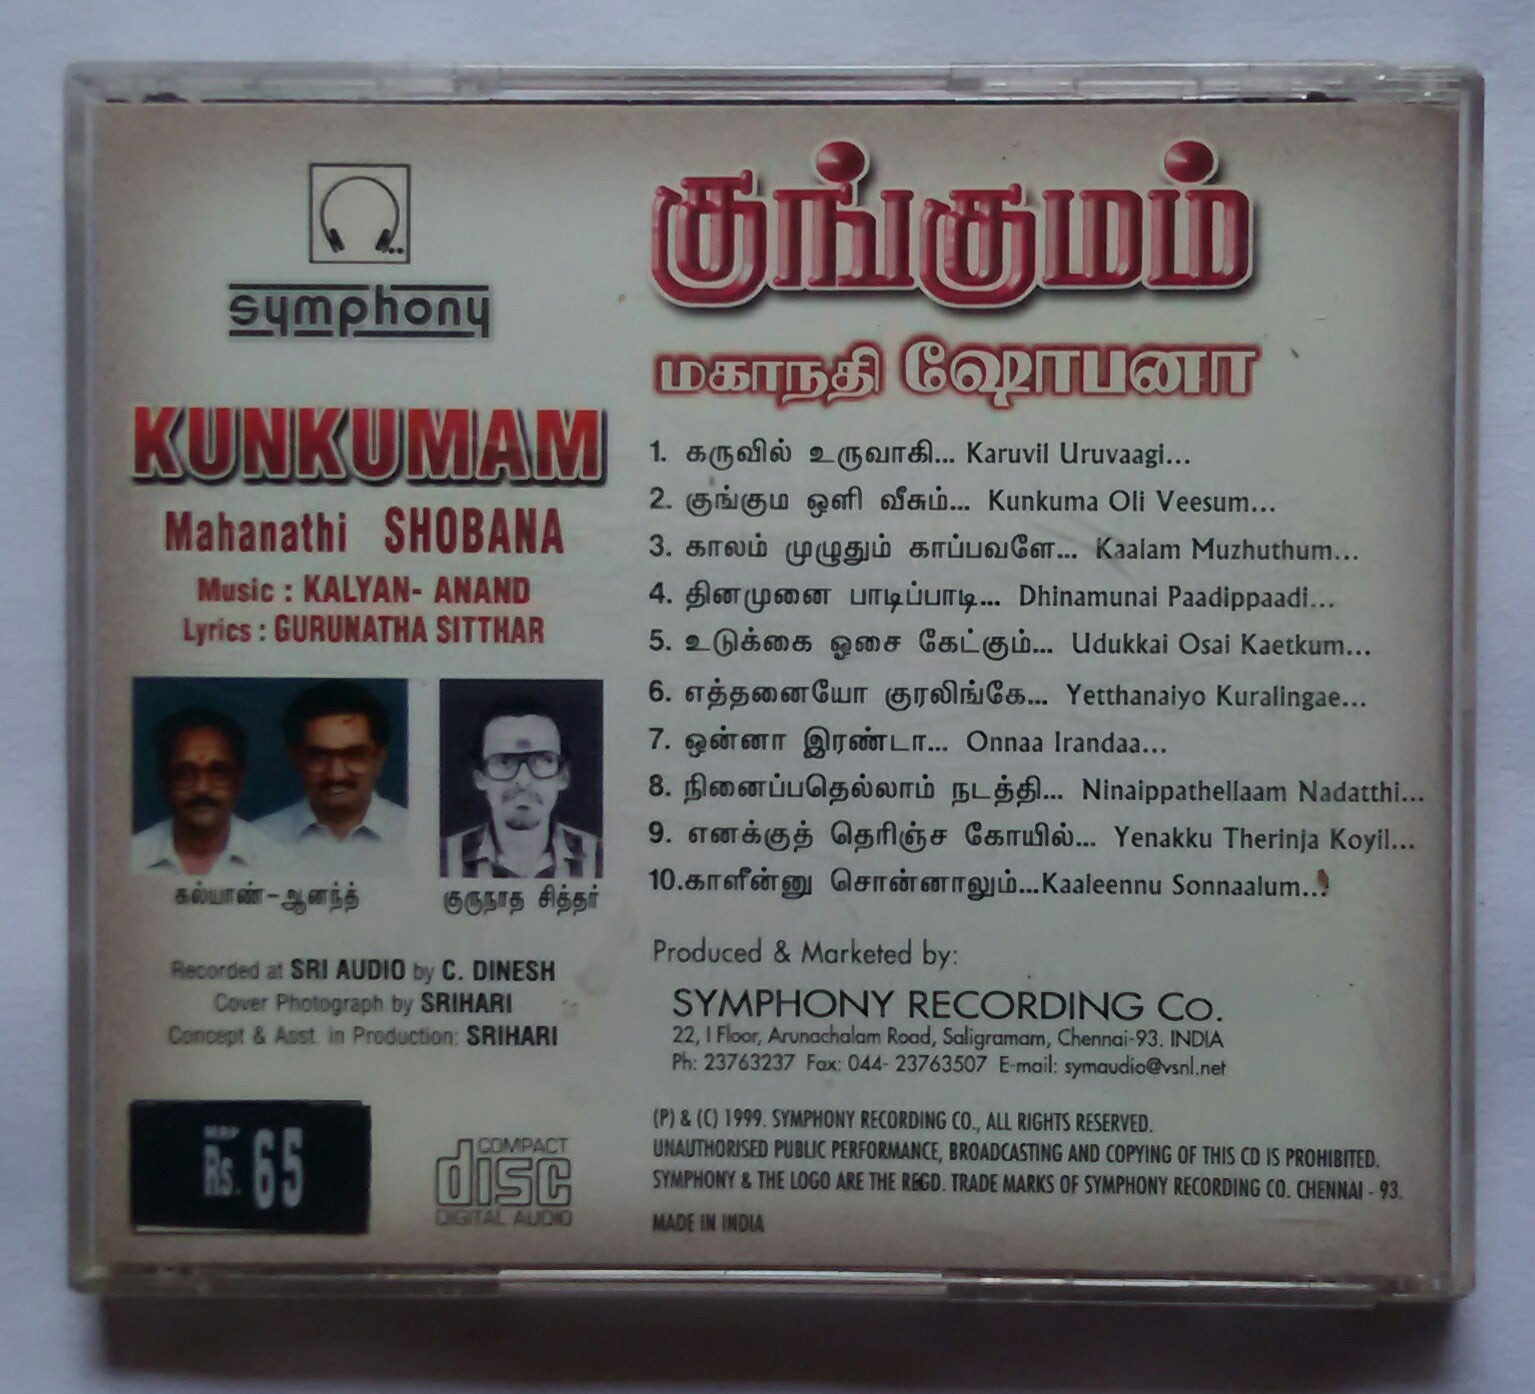 symphony
KUNKUMAM
Mahanathi SHOBANA
Music : KALYAN- ANAND
Lyrics : GURUNATHA SITTHAR
கல்யாண்-ஆனந்த்
குருநாத சித்தர்
Recorded at SRI AUDIO by C. DINESH
Cover Photograph by SRIHARI
Concept & Asst. in Production: SRIHARI
MRP
Rs. 65
COMPACT
disc
DIGITAL AUDIO
குங்குமம்
மகாநதி ஷோபனா
1. கருவில் உருவாகி... Karuvil Uruvaagi...
2. குங்கும ஒளி வீசும்... Kunkuma Oli Veesum...
3. காலம் முழுதும் காப்பவளே... Kaalam Muzhuthum...
4. தினமுனை பாடிப்பாடி... Dhinamunai Paadippaadi...
5. உடுக்கை ஓசை கேட்கும்... Udukkai Osai Kaetkum...
6. எத்தனையோ குரலிங்கே... Yetthanaiyo Kuralingae...
7. ஒன்னா இரண்டா... Onnaa Irandaa...
8. நினைப்பதெல்லாம் நடத்தி... Ninaippathellaam Nadatthi...
9. எனக்குத் தெரிஞ்ச கோயில்... Yenakku Therinja Koyil...
10.காளீன்னு சொன்னாலும்...Kaaleennu Sonnaalum...
Produced & Marketed by:
SYMPHONY RECORDING Co.
22, I Floor, Arunachalam Road, Saligramam, Chennai-93. INDIA
Ph: 23763237 Fax: 044- 23763507 E-mail: symaudio@vsnl.net
(P) & (C) 1999. SYMPHONY RECORDING CO., ALL RIGHTS RESERVED.
UNAUTHORISED PUBLIC PERFORMANCE, BROADCASTING AND COPYING OF THIS CD IS PROHIBITED.
SYMPHONY & THE LOGO ARE THE REGD. TRADE MARKS OF SYMPHONY RECORDING CO. CHENNAI - 93.
MADE IN INDIA